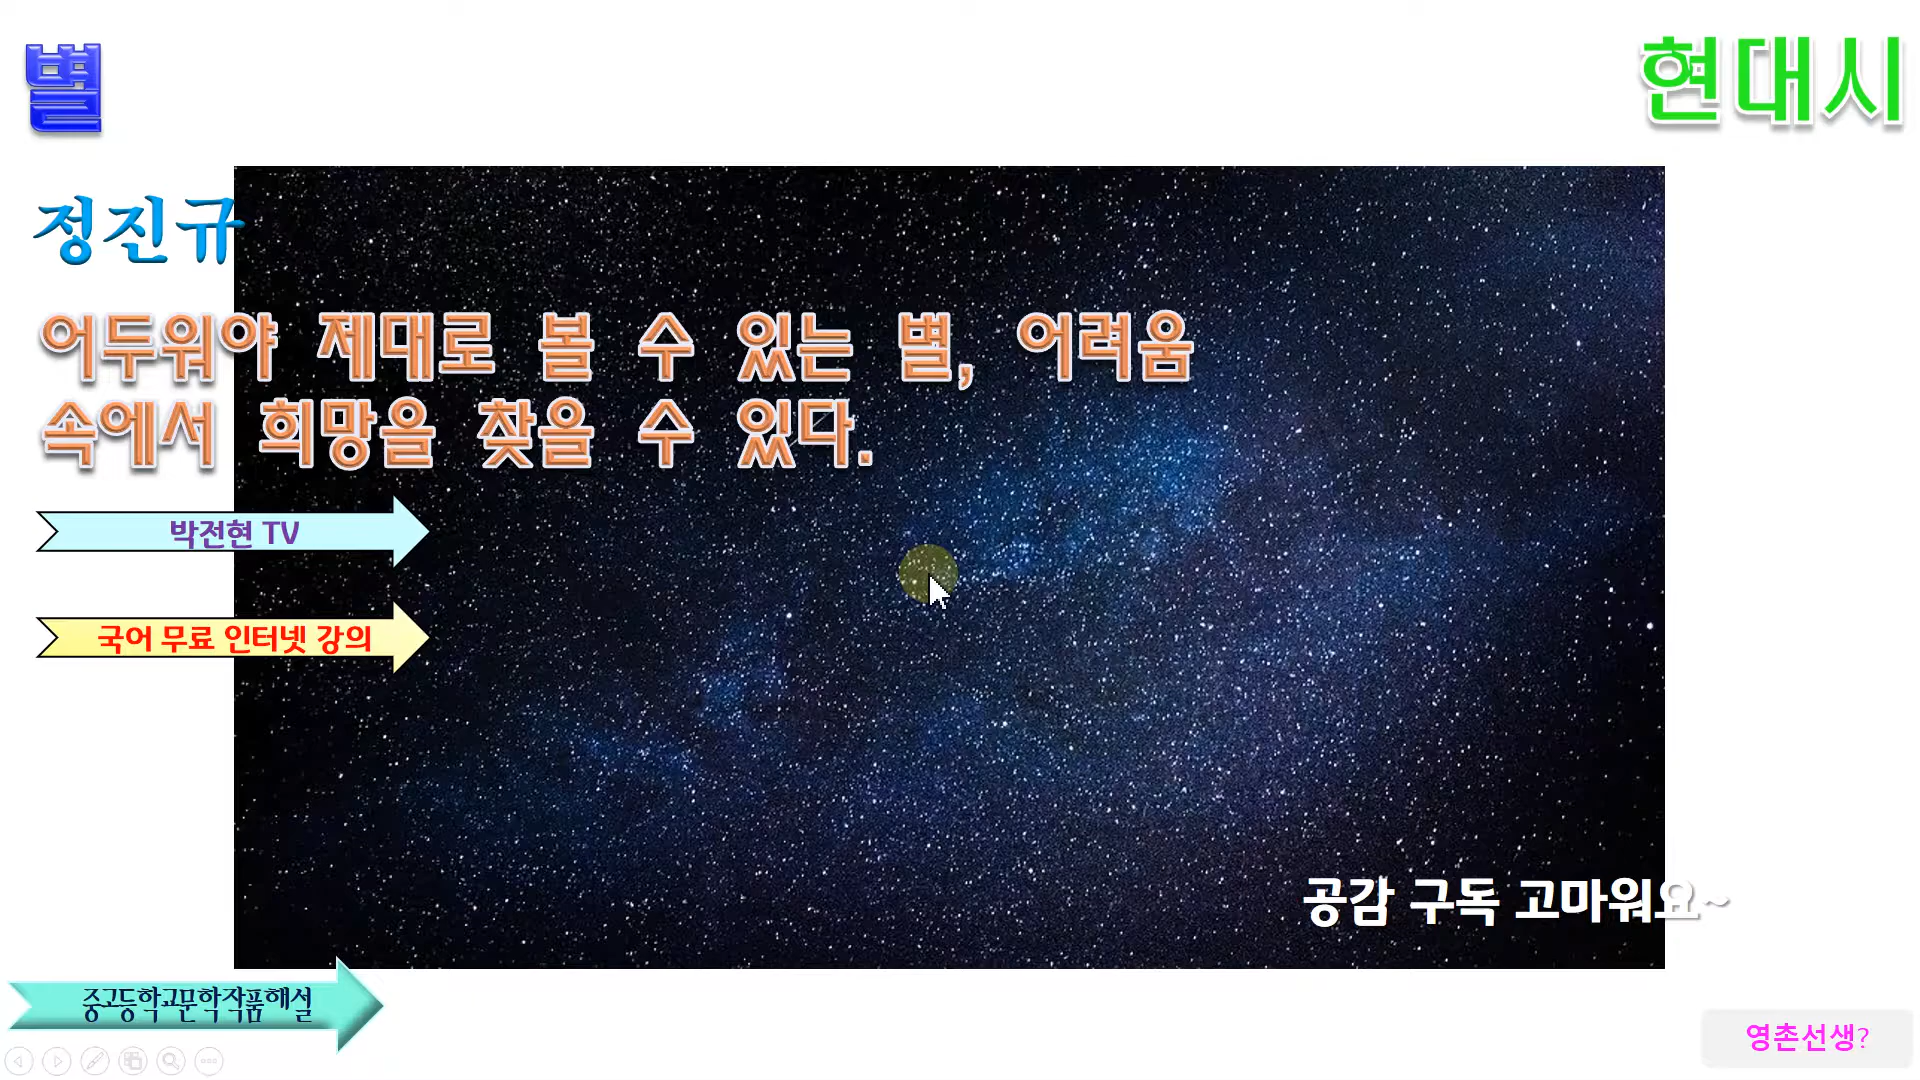 별
현대시
정진규
어두워야 제대로 볼 수 있는 별, 어려움
속에서 희망을 찾을 수 있다.
박전현 TV
국어 무료 인터넷 강의
공감 구독 고마워요~
중고등학교문학작품해설
영촌선생?